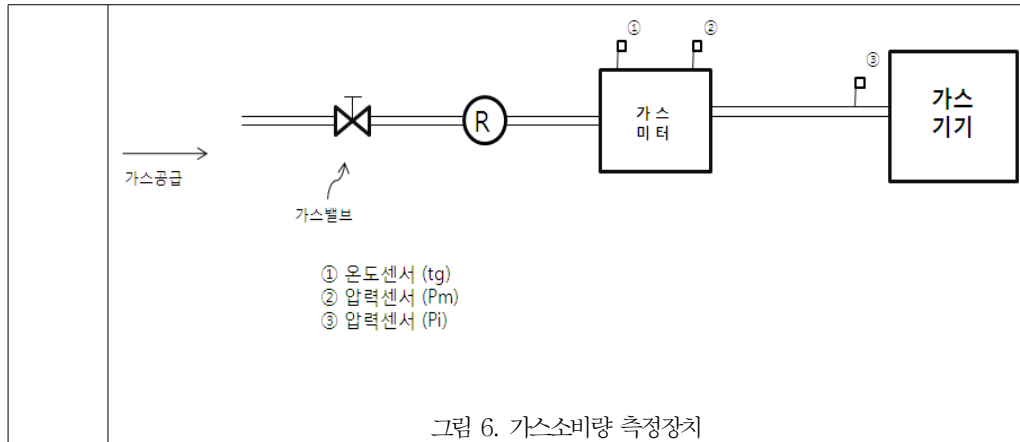 ①
②
③
R
가 스
미 터
가스
기기
가스공급
가스밸브
① 온도센서 (tg)
② 압력센서 (Pm)
③ 압력센서 (Pi)
그림 6. 가스소비량 측정장치